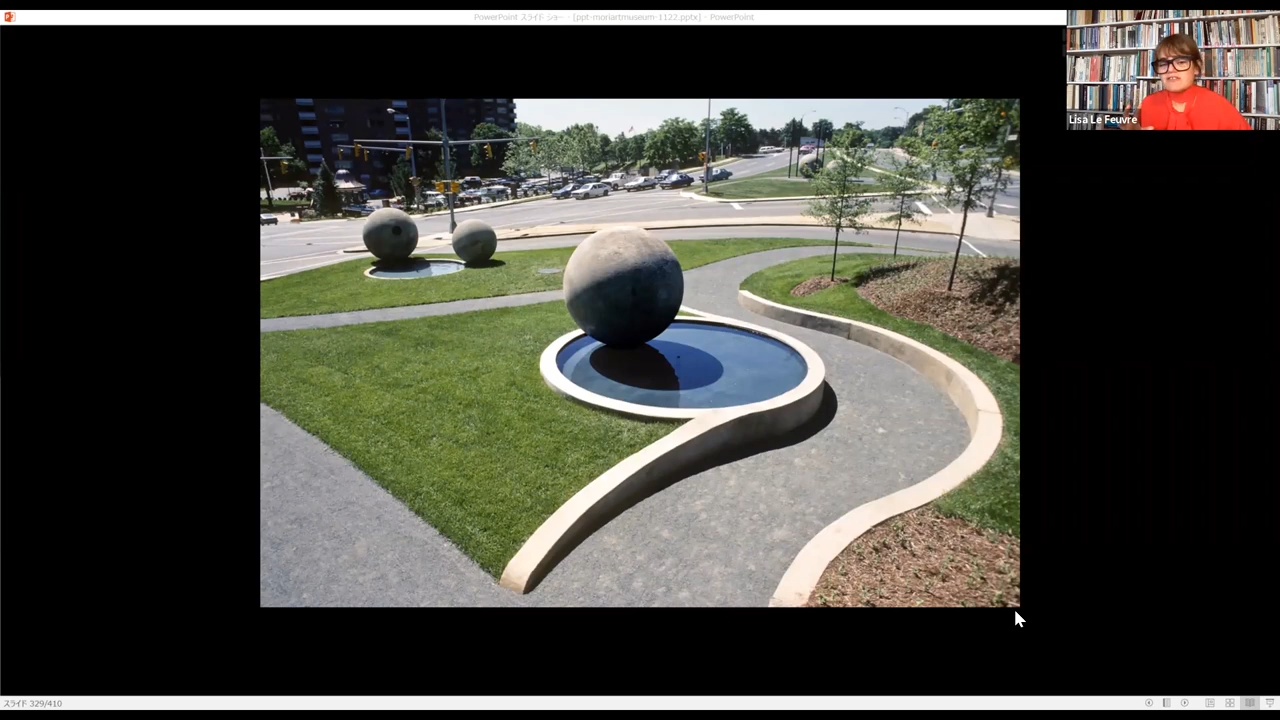 PowerPoint スライド ショー - [ppt-moriartmuseum-1122.pptx] - PowerPoint
Lisa Le Feuvre
スライド 329/410